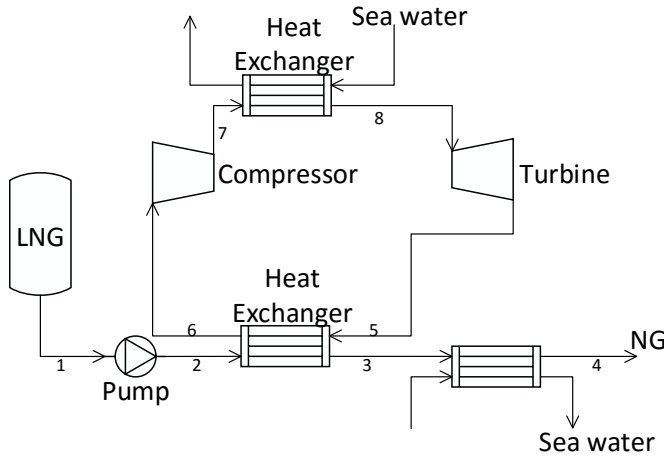 Sea water
Heat
Exchanger
7
8
Compressor
Turbine
LNG
Heat
Exchanger
6
5
NG
1
2
3
4
Pump
Sea water